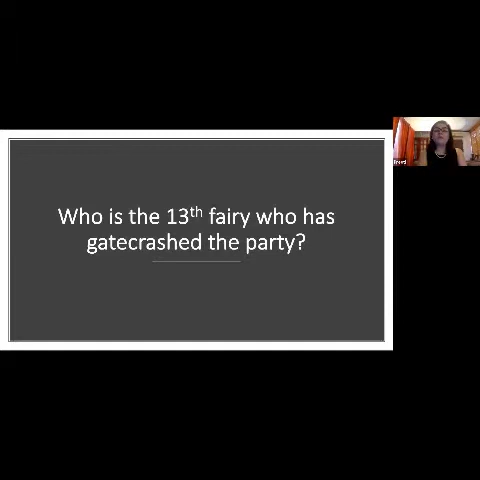 Who is the 13th fairy who has
gatecrashed the party?